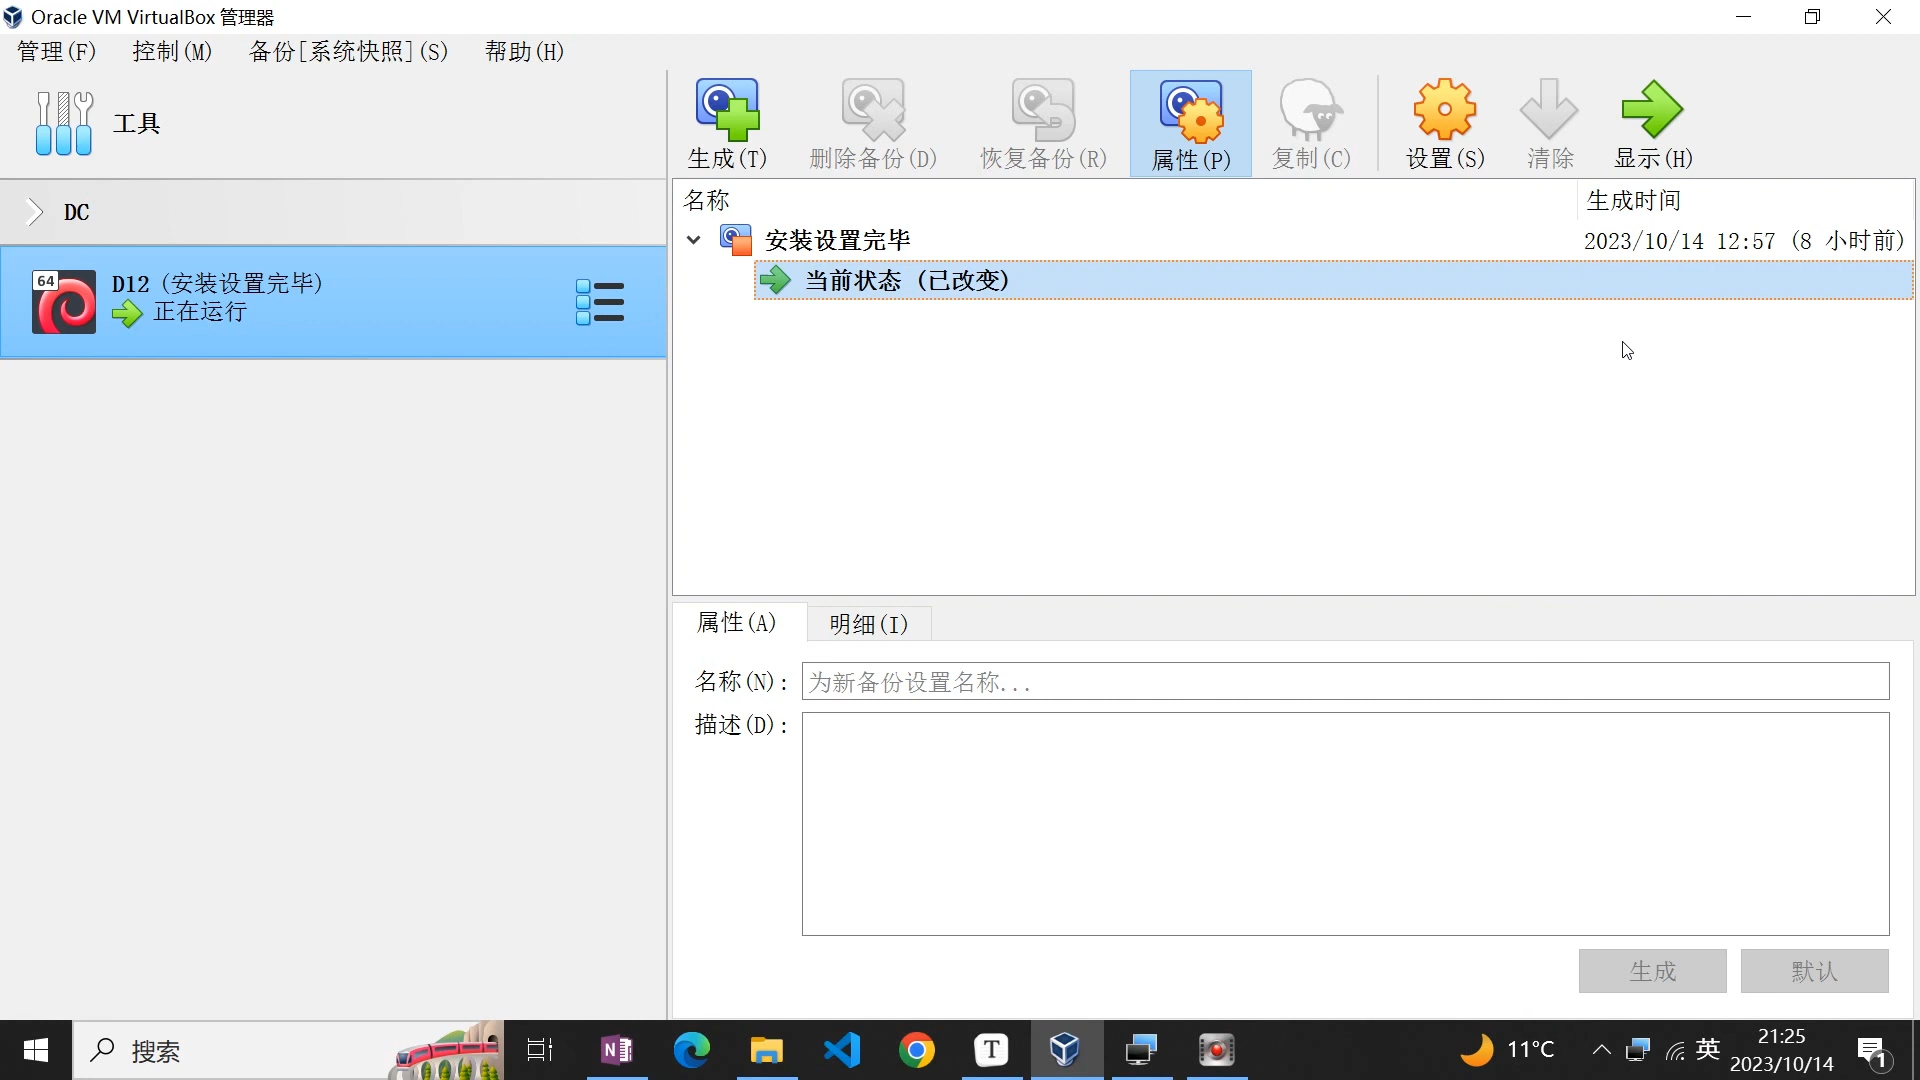 Oracle VM VirtualBox 管理器
管理(F) 控制(M) 备份[系统快照](S) 帮助(H)
工具
生成(T) 删除备份(D) 恢复备份(R) 属性(P) 复制(C) 设置(S) 清除 显示(H)
DC
64
D12 (安装设置完毕)
正在运行
名称 生成时间
安装设置完毕 2023/10/14 12:57 (8 小时前)
当前状态 (已改变)
属性(A) 明细(I)
名称(N): 为新备份设置名称...
描述(D):
生成 默认
搜索
N
T
11°C
英
21:25
2023/10/14
1